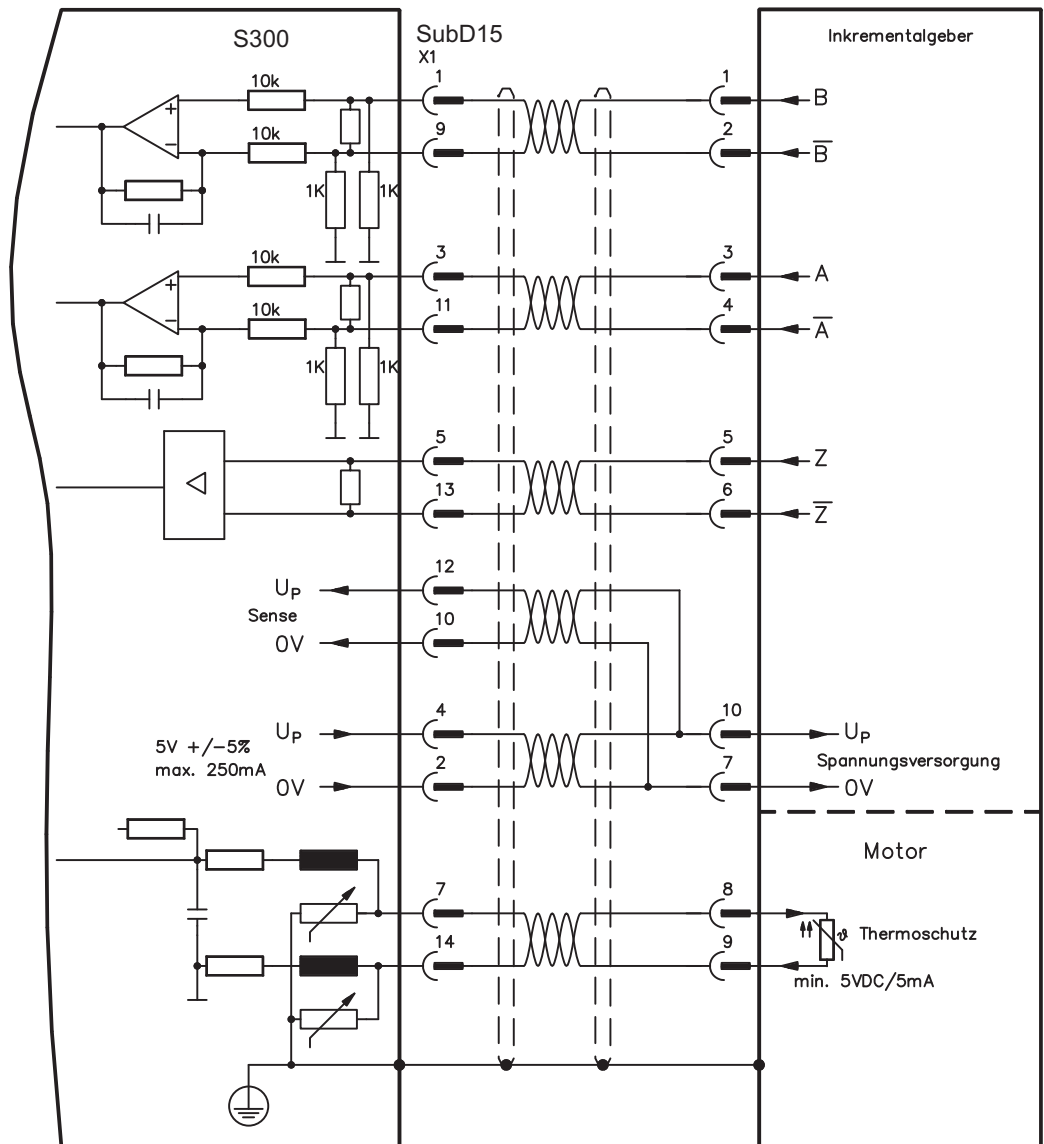 S300 SubD15 Inkrementalgeber
X1
10k 1 1 B
10k 9 2 B̅
1K 1K
10k 3 3 A
10k 11 4 A̅
1K 1K
5 5 Z
13 6 Z̅
UP 12
Sense
0V 10
UP 4 10 UP
5V +/-5%
max. 250mA
Spannungsversorgung
0V 2 7 0V
Motor
7 8
ϑ Thermoschutz
14 9
min. 5VDC/5mA